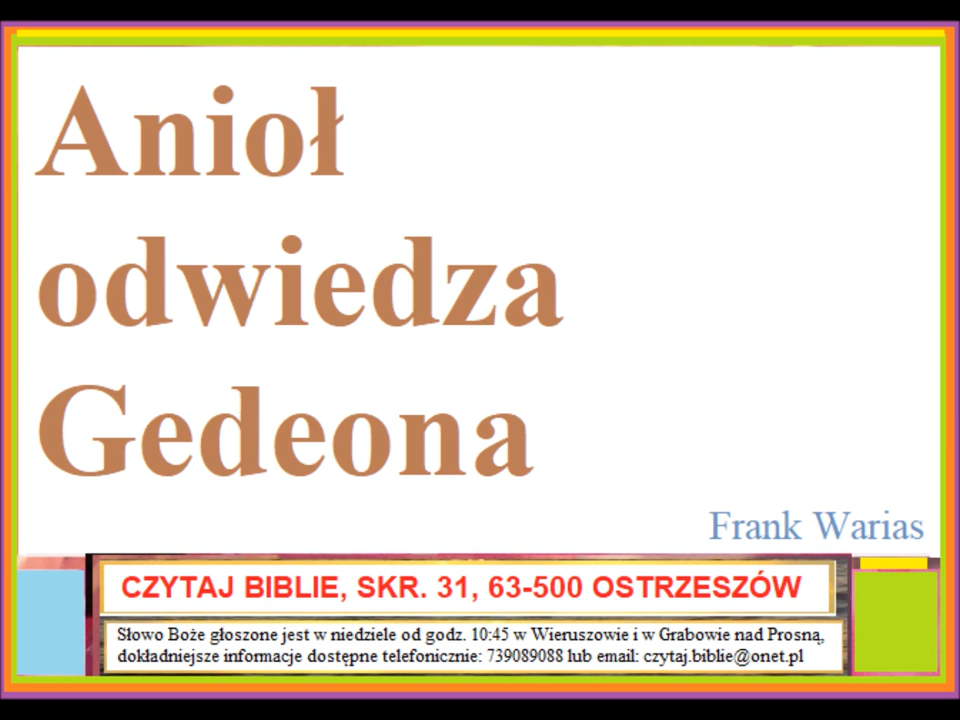 Anioł
odwiedza
Gedeona
Frank Warias
CZYTAJ BIBLIE, SKR. 31, 63-500 OSTRZESZÓW
Słowo Boże głoszone jest w niedziele od godz. 10:45 w Wieruszowie i w Grabowie nad Prosną,
dokładniejsze informacje dostępne telefonicznie: 739089088 lub email: czytaj.biblie@onet.pl